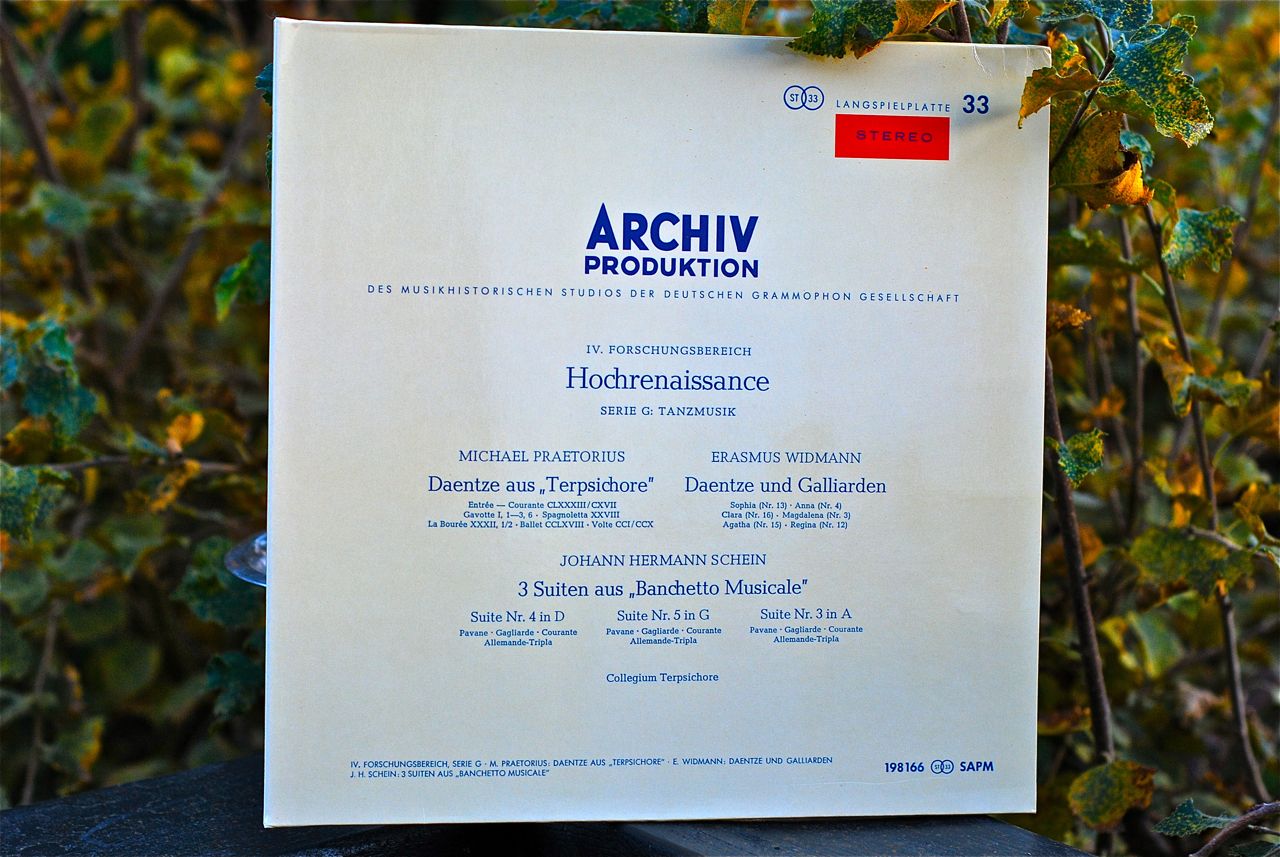 ST 33 LANGSPIELPLATTE 33
STEREO
ARCHIV
PRODUKTION
DES MUSIKHISTORISCHEN STUDIOS DER DEUTSCHEN GRAMMOPHON GESELLSCHAFT
IV. FORSCHUNGSBEREICH
Hochrenaissance
SERIE G: TANZMUSIK
MICHAEL PRAETORIUS
Daentze aus „Terpsichore”
Entrée — Courante CLXXXIII/CXVII
Gavotte I, 1—3, 6 · Spagnoletta XXVIII
La Bourée XXXII, 1/2 · Ballet CCLXVIII · Volte CCI/CCX
ERASMUS WIDMANN
Daentze und Galliarden
Sophia (Nr. 13) · Anna (Nr. 4)
Clara (Nr. 16) · Magdalena (Nr. 3)
Agatha (Nr. 15) · Regina (Nr. 12)
JOHANN HERMANN SCHEIN
3 Suiten aus „Banchetto Musicale”
Suite Nr. 4 in D
Pavane · Gagliarde · Courante
Allemande-Tripla
Suite Nr. 5 in G
Pavane · Gagliarde · Courante
Allemande-Tripla
Suite Nr. 3 in A
Pavane · Gagliarde · Courante
Allemande-Tripla
Collegium Terpsichore
IV. FORSCHUNGSBEREICH, SERIE G · M. PRAETORIUS: DAENTZE AUS „TERPSICHORE” · E. WIDMANN: DAENTZE UND GALLIARDEN
J. H. SCHEIN: 3 SUITEN AUS „BANCHETTO MUSICALE”
198166 ST 33 SAPM